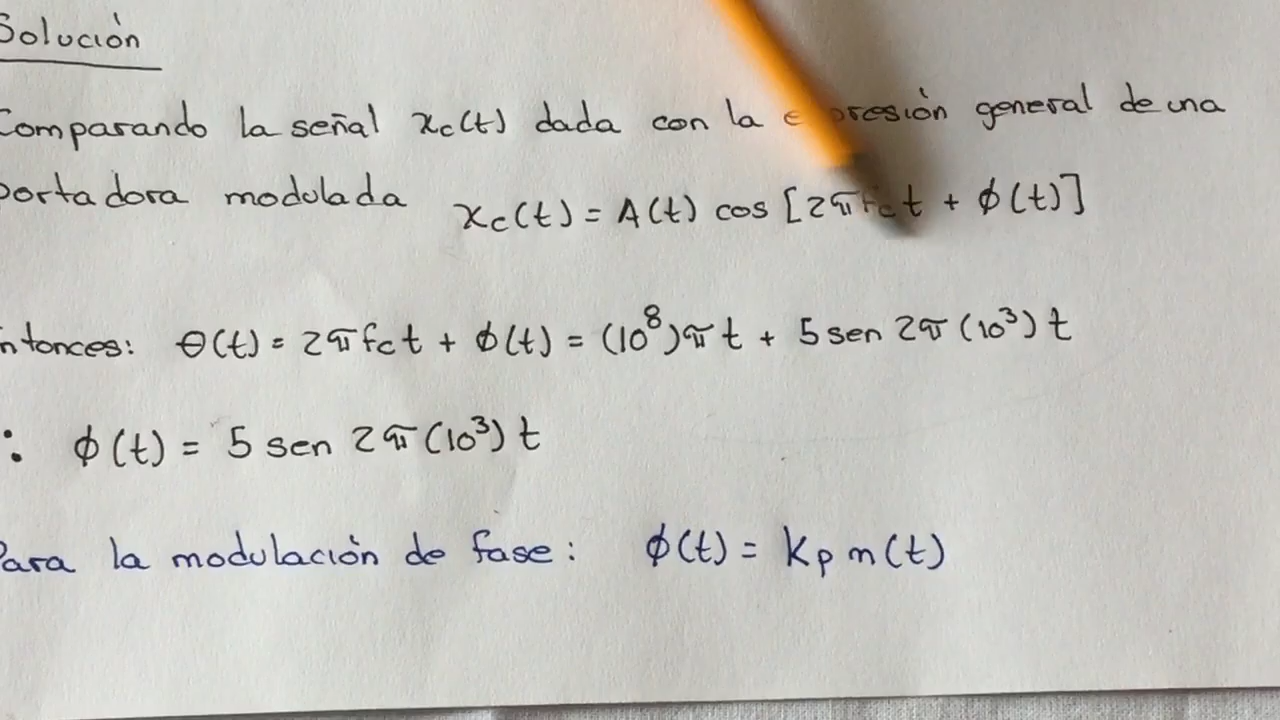 Solución
Comparando la señal xc(t) dada con la expresión general de una
portadora modulada xc(t) = A(t) cos [2πfct + ϕ(t)]
ntonces: θ(t) = 2πfct + ϕ(t) = (10⁸)πt + 5 sen 2π(10³)t
∴ ϕ(t) = 5 sen 2π(10³)t
Para la modulación de fase: ϕ(t) = Kp m(t)